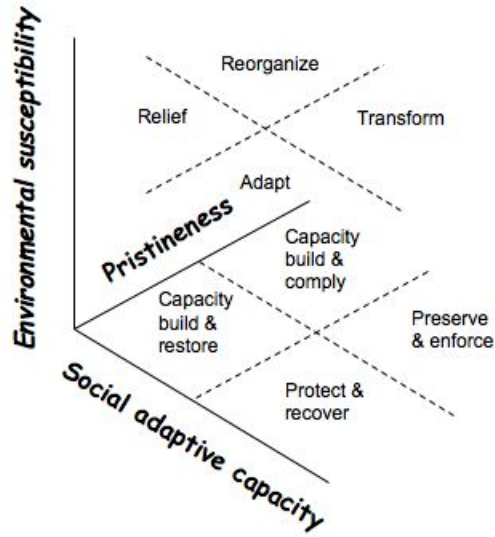 Environmental susceptibility
Reorganize
Relief
Transform
Adapt
Pristineness
Capacity
build &
comply
Capacity
build &
restore
Preserve
& enforce
Protect &
recover
Social adaptive capacity